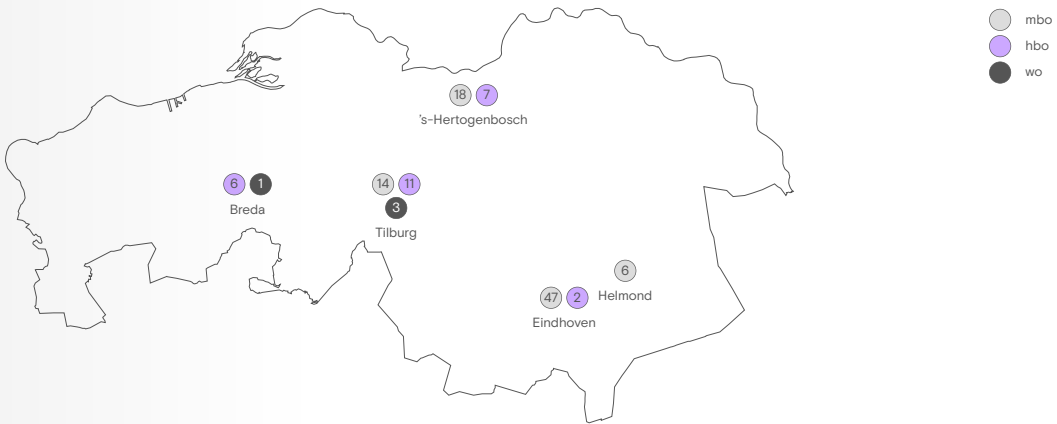 mbo
hbo
wo
18 7
's-Hertogenbosch
6 1
Breda
14 11
3
Tilburg
6
Helmond
47 2
Eindhoven